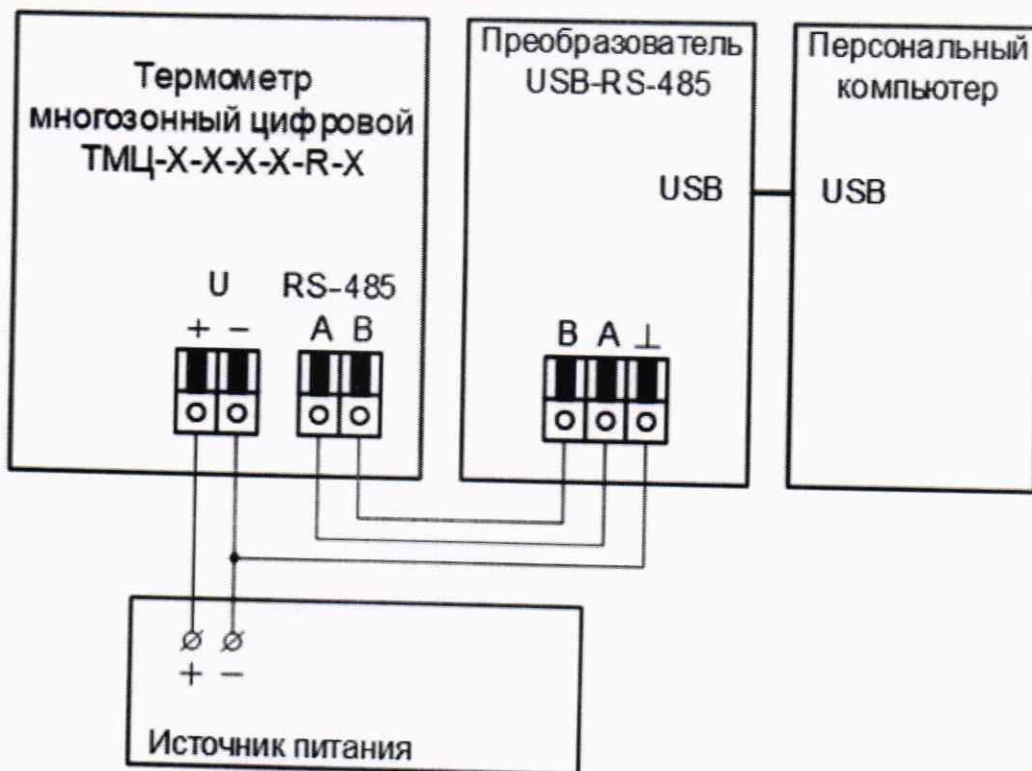 Термометр
многозонный цифровой
ТМЦ-Х-Х-Х-Х-R-Х
U
RS-485
+ −
A B
Преобразователь
USB-RS-485
USB
B A ⊥
Персональный
компьютер
USB
+ −
Источник питания